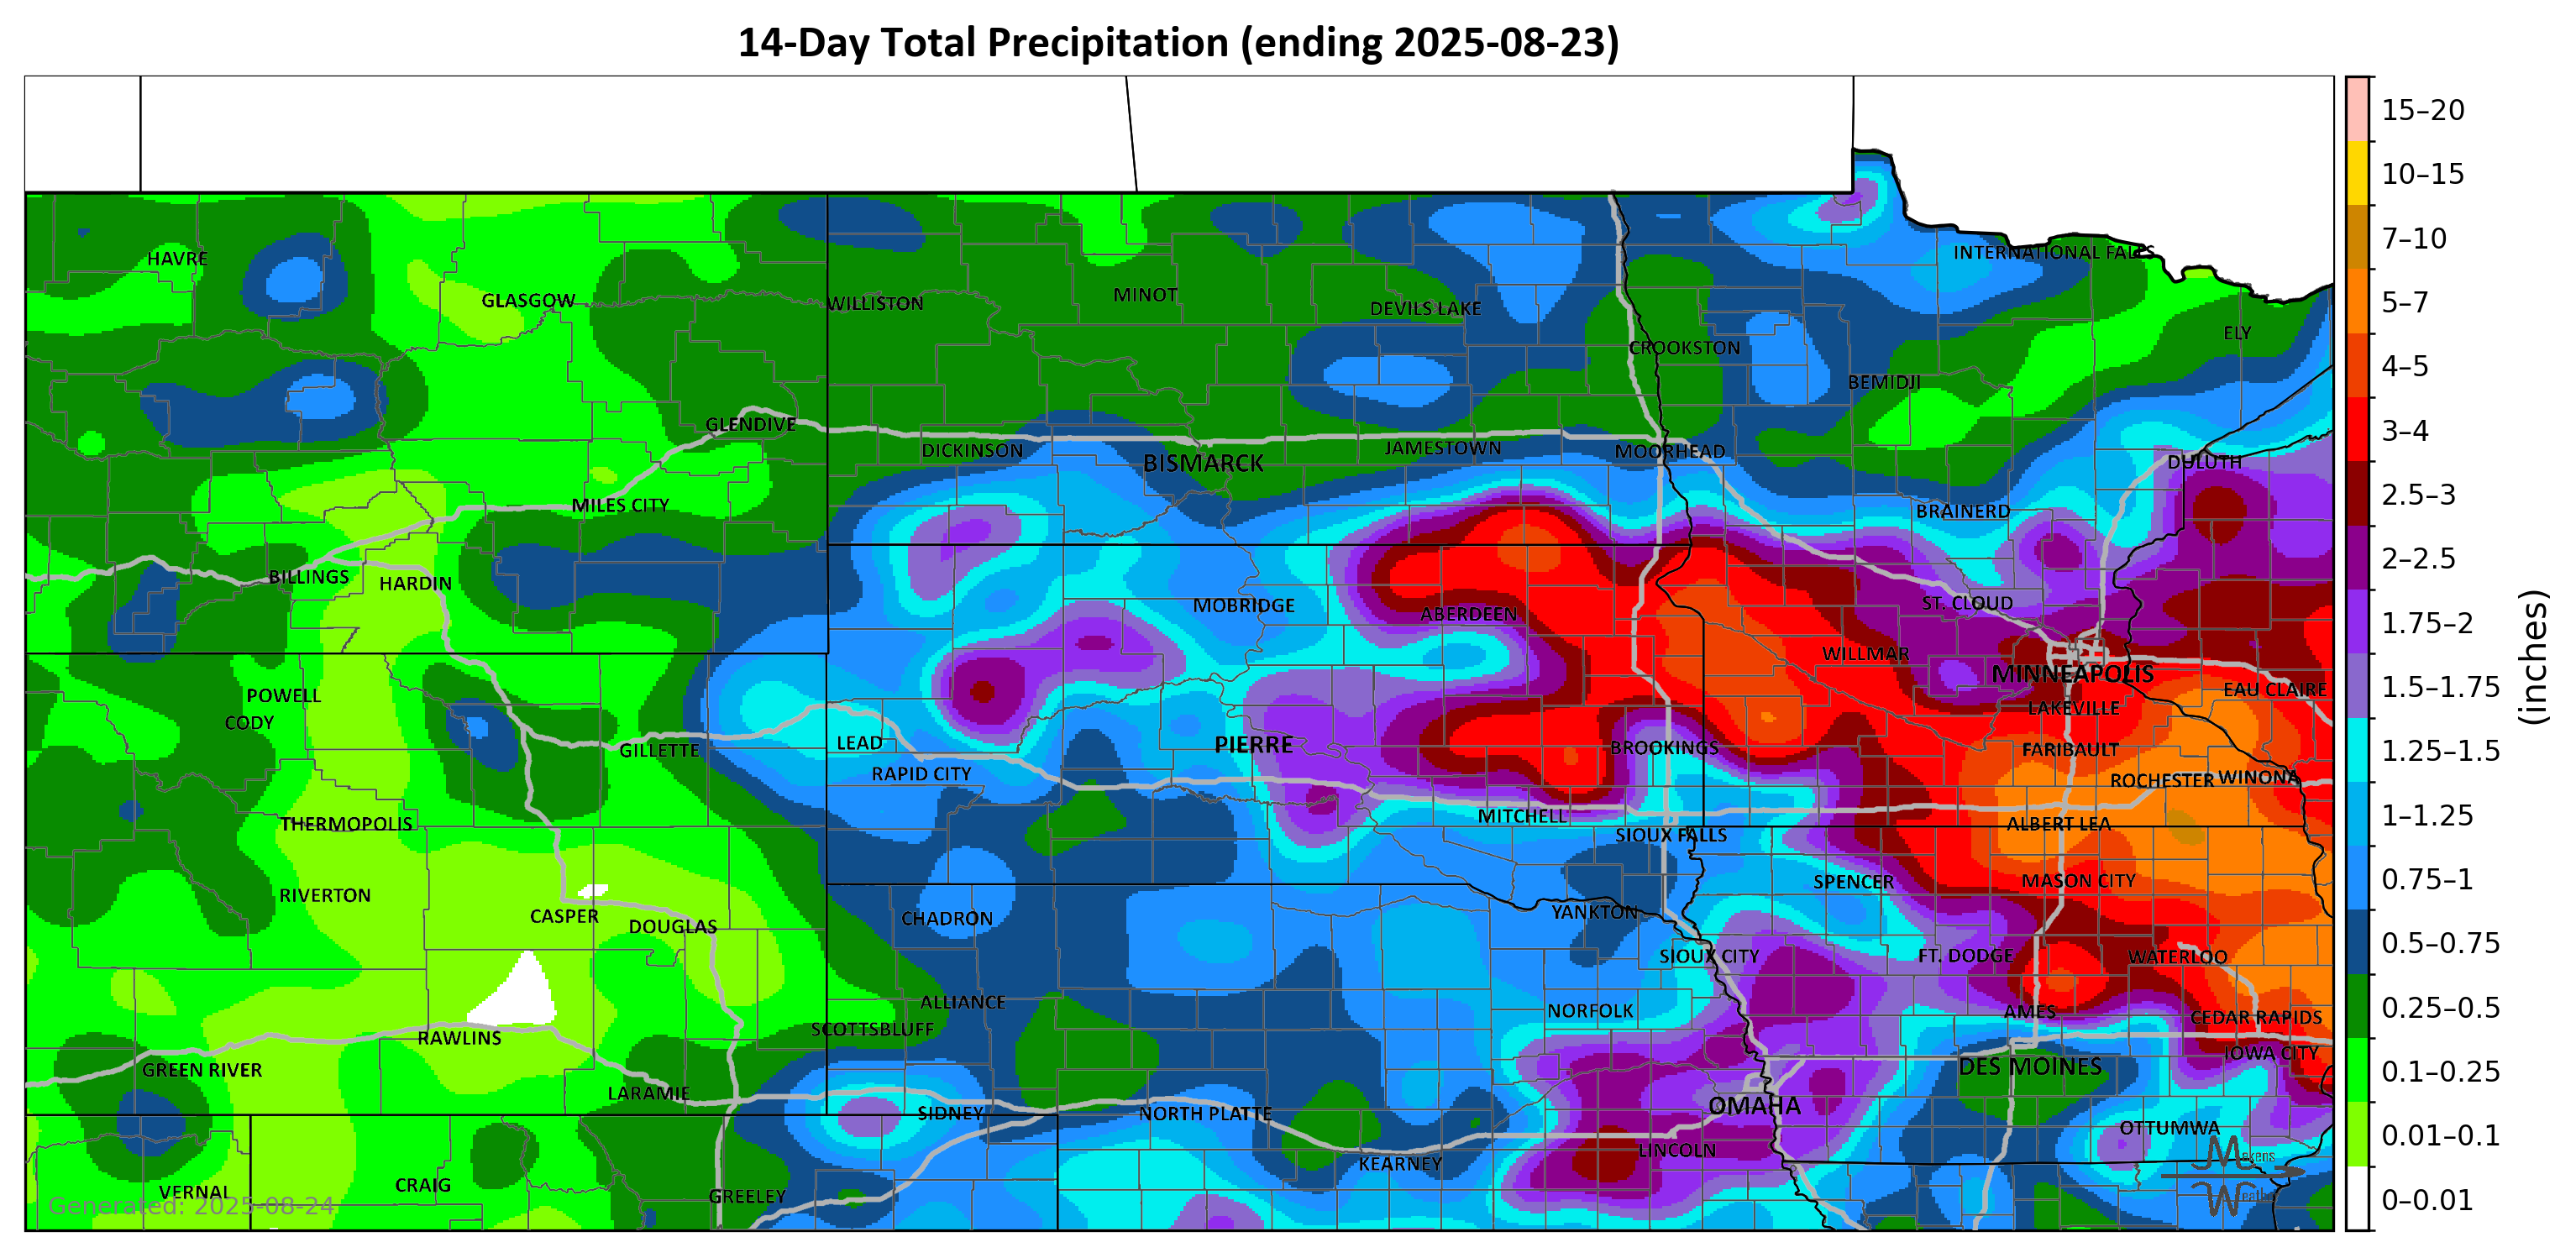 14-Day Total Precipitation (ending 2025-08-23)
15–20
10–15
7–10
5–7
4–5
3–4
2.5–3
2–2.5
1.75–2
1.5–1.75
1.25–1.5
1–1.25
0.75–1
0.5–0.75
0.25–0.5
0.1–0.25
0.01–0.1
0–0.01
(inches)
HAVRE
GLASGOW
WILLISTON
MINOT
DEVILS LAKE
INTERNATIONAL FALLS
ELY
CROOKSTON
BEMIDJI
GLENDIVE
DICKINSON
BISMARCK
JAMESTOWN
MOORHEAD
DULUTH
MILES CITY
BRAINERD
BILLINGS
HARDIN
MOBRIDGE
ABERDEEN
ST. CLOUD
WILLMAR
MINNEAPOLIS
POWELL
CODY
EAU CLAIRE
LAKEVILLE
GILLETTE
LEAD
PIERRE
BROOKINGS
FARIBAULT
RAPID CITY
ROCHESTER
WINONA
THERMOPOLIS
MITCHELL
SIOUX FALLS
ALBERT LEA
RIVERTON
CASPER
DOUGLAS
CHADRON
YANKTON
SPENCER
MASON CITY
SIOUX CITY
FT. DODGE
WATERLOO
ALLIANCE
NORFOLK
AMES
CEDAR RAPIDS
SCOTTSBLUFF
RAWLINS
IOWA CITY
GREEN RIVER
DES MOINES
LARAMIE
SIDNEY
NORTH PLATTE
OMAHA
OTTUMWA
LINCOLN
KEARNEY
VERNAL
CRAIG
GREELEY
Makens
Weather
Generated: 2025-08-24